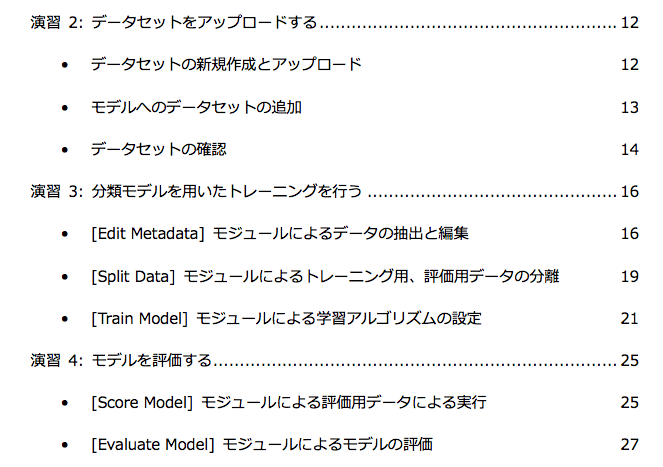 演習 2: データセットをアップロードする.......................................................... 12
• データセットの新規作成とアップロード 12
• モデルへのデータセットの追加 13
• データセットの確認 14
演習 3: 分類モデルを用いたトレーニングを行う ................................................ 16
• [Edit Metadata] モジュールによるデータの抽出と編集 16
• [Split Data] モジュールによるトレーニング用、評価用データの分離 19
• [Train Model] モジュールによる学習アルゴリズムの設定 21
演習 4: モデルを評価する.............................................................................. 25
• [Score Model] モジュールによる評価用データによる実行 25
• [Evaluate Model] モジュールによるモデルの評価 27